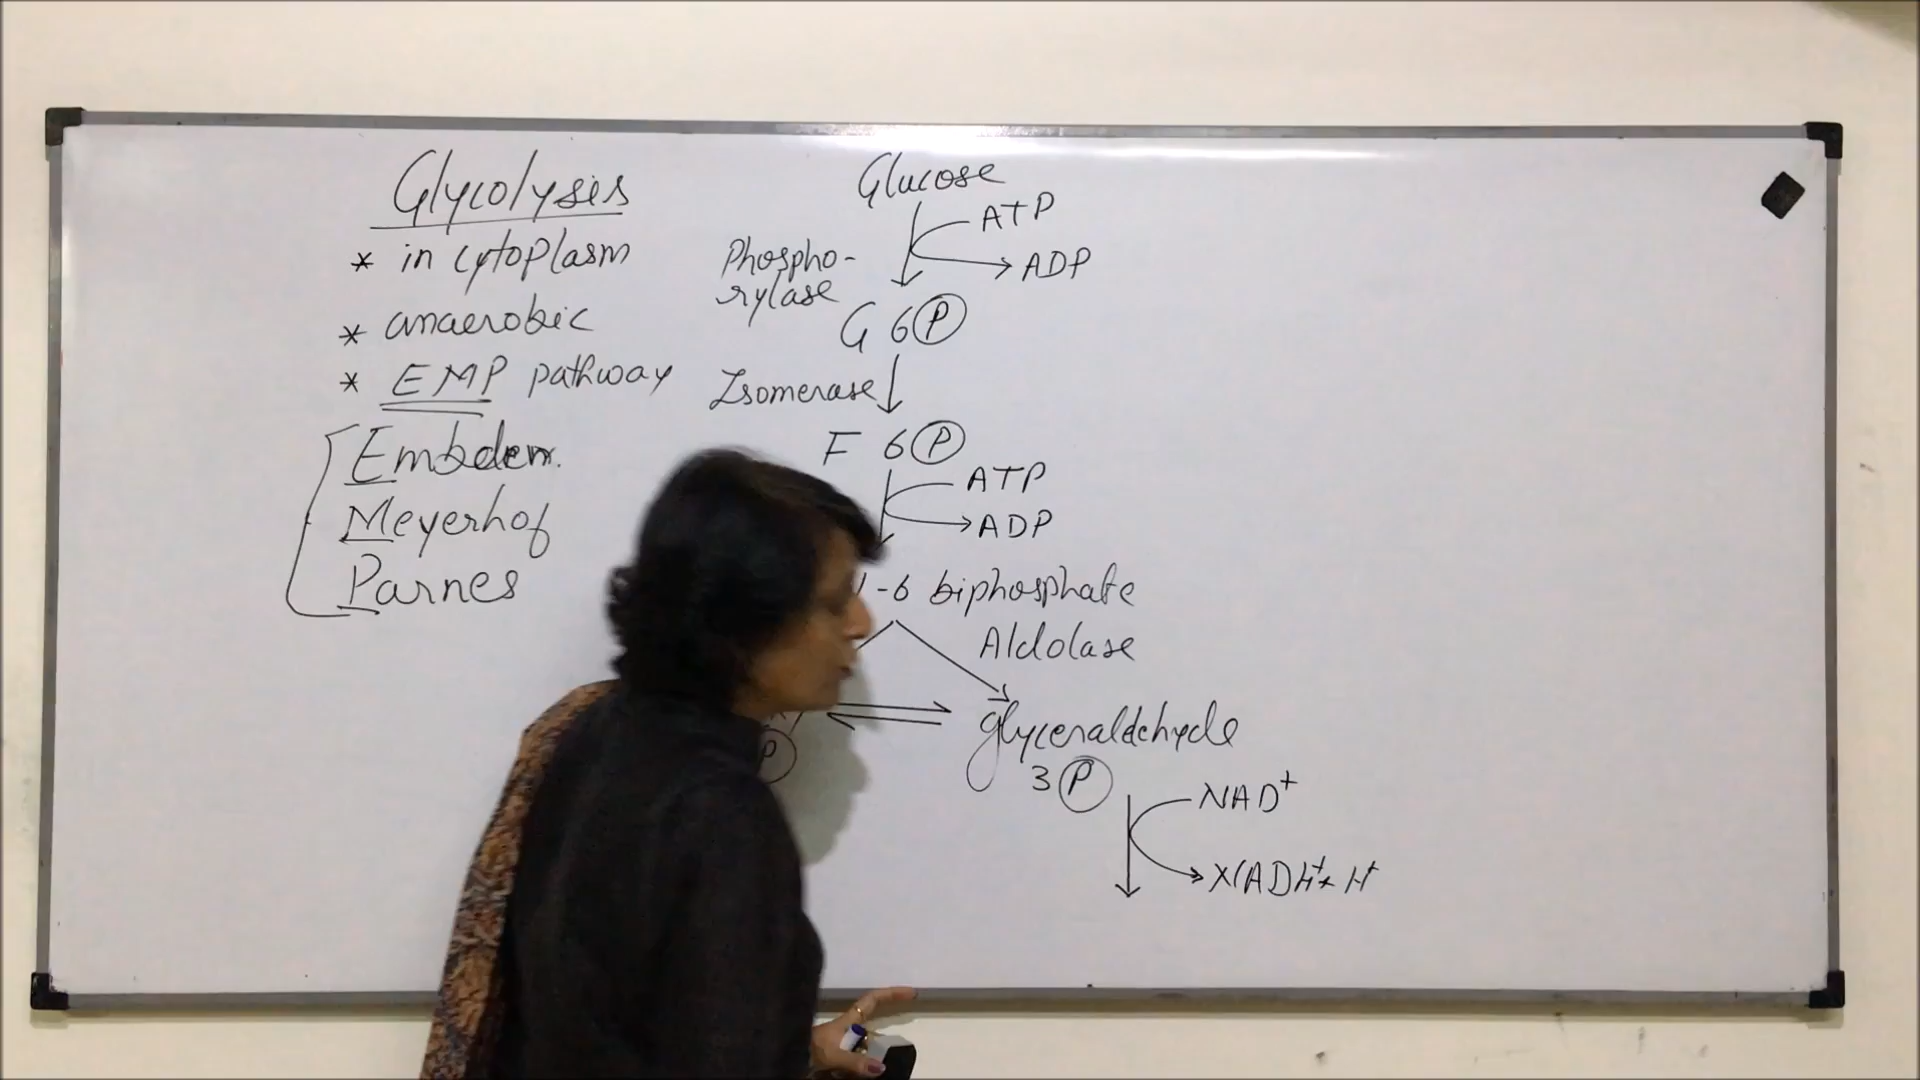 Glycolysis
* in cytoplasm
* anaerobic
* EMP pathway
Embden.
Meyerhof
Parnes
Glucose
ATP
ADP
Phospho-
rylase
G 6 P
Isomerase
F 6 P
ATP
ADP
1-6 biphosphate
Aldolase
glyceraldehyde
3 P
P
NAD+